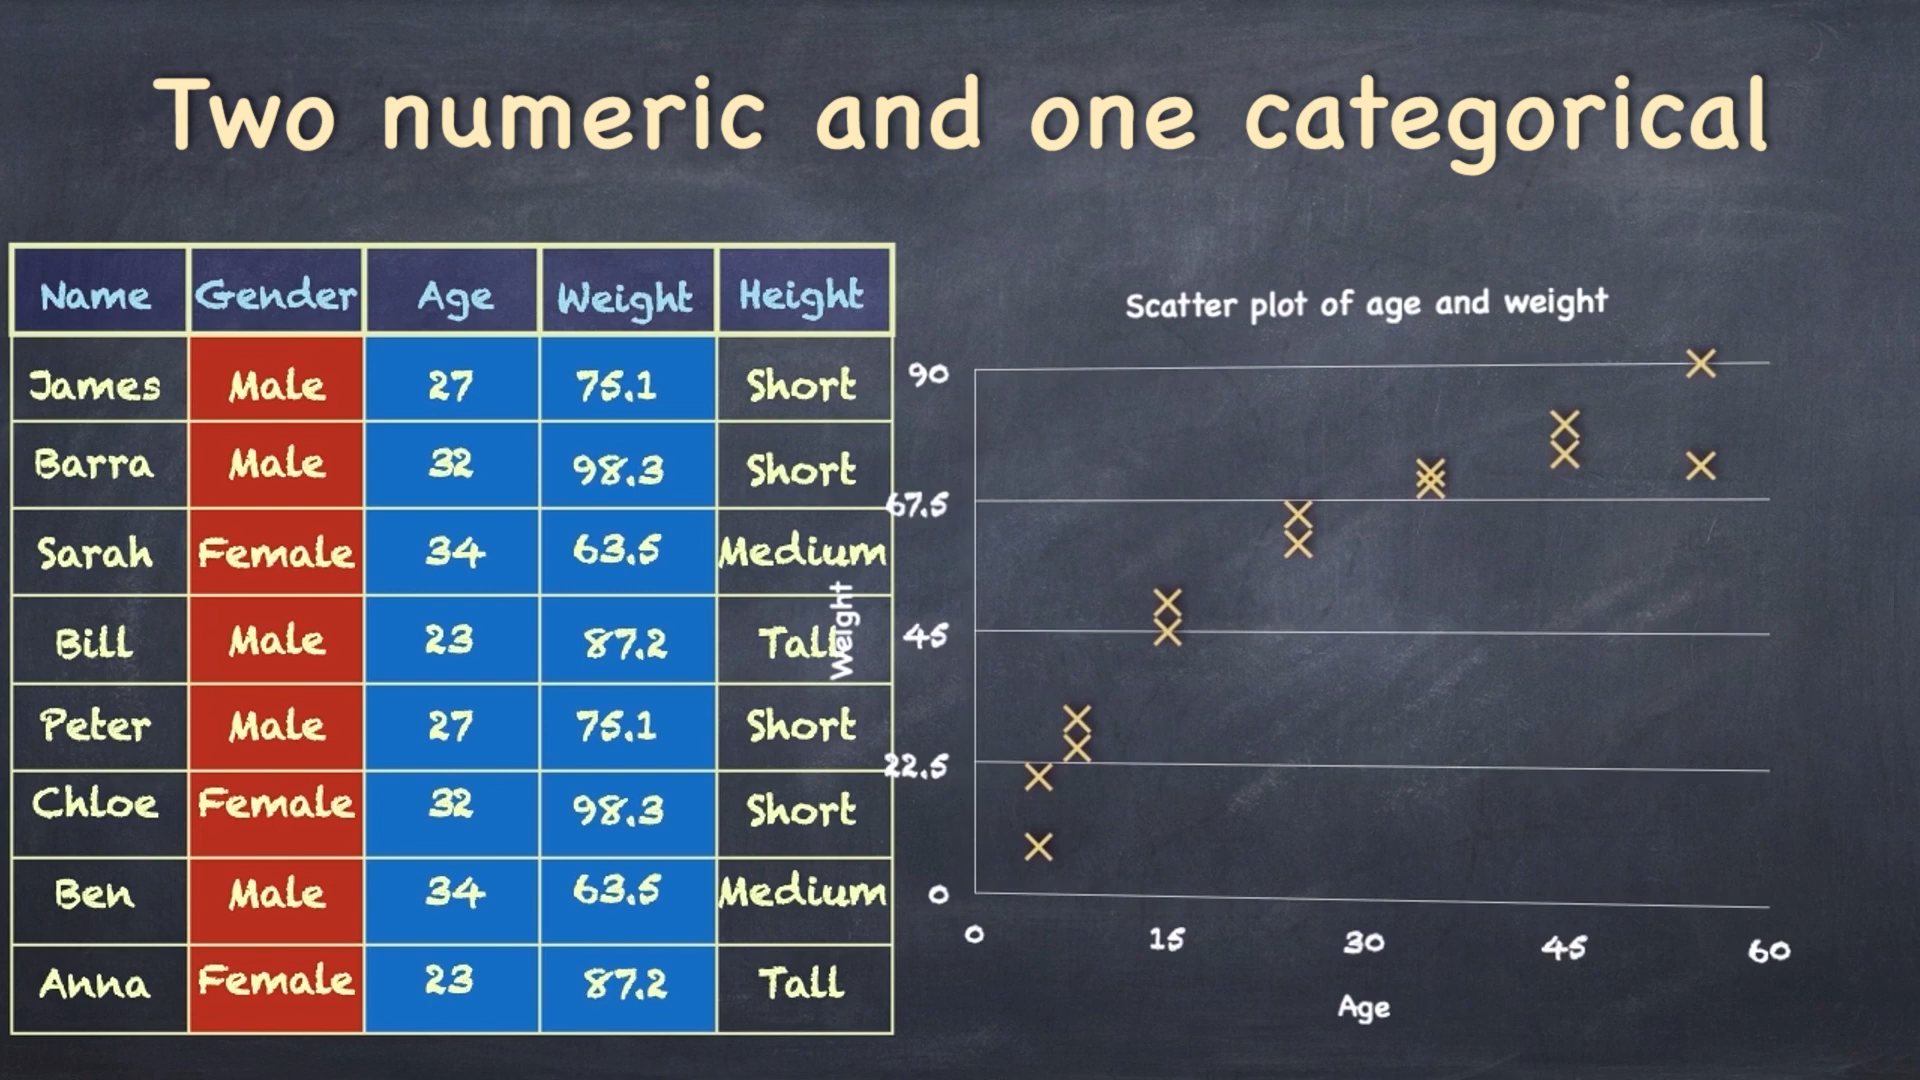 Two numeric and one categorical
Name Gender Age Weight Height
James Male 27 75.1 Short
Barra Male 32 98.3 Short
Sarah Female 34 63.5 Medium
Bill Male 23 87.2 Tall
Peter Male 27 75.1 Short
Chloe Female 32 98.3 Short
Ben Male 34 63.5 Medium
Anna Female 23 87.2 Tall
Scatter plot of age and weight
Weight
90
67.5
45
22.5
0
0 15 30 45 60
Age